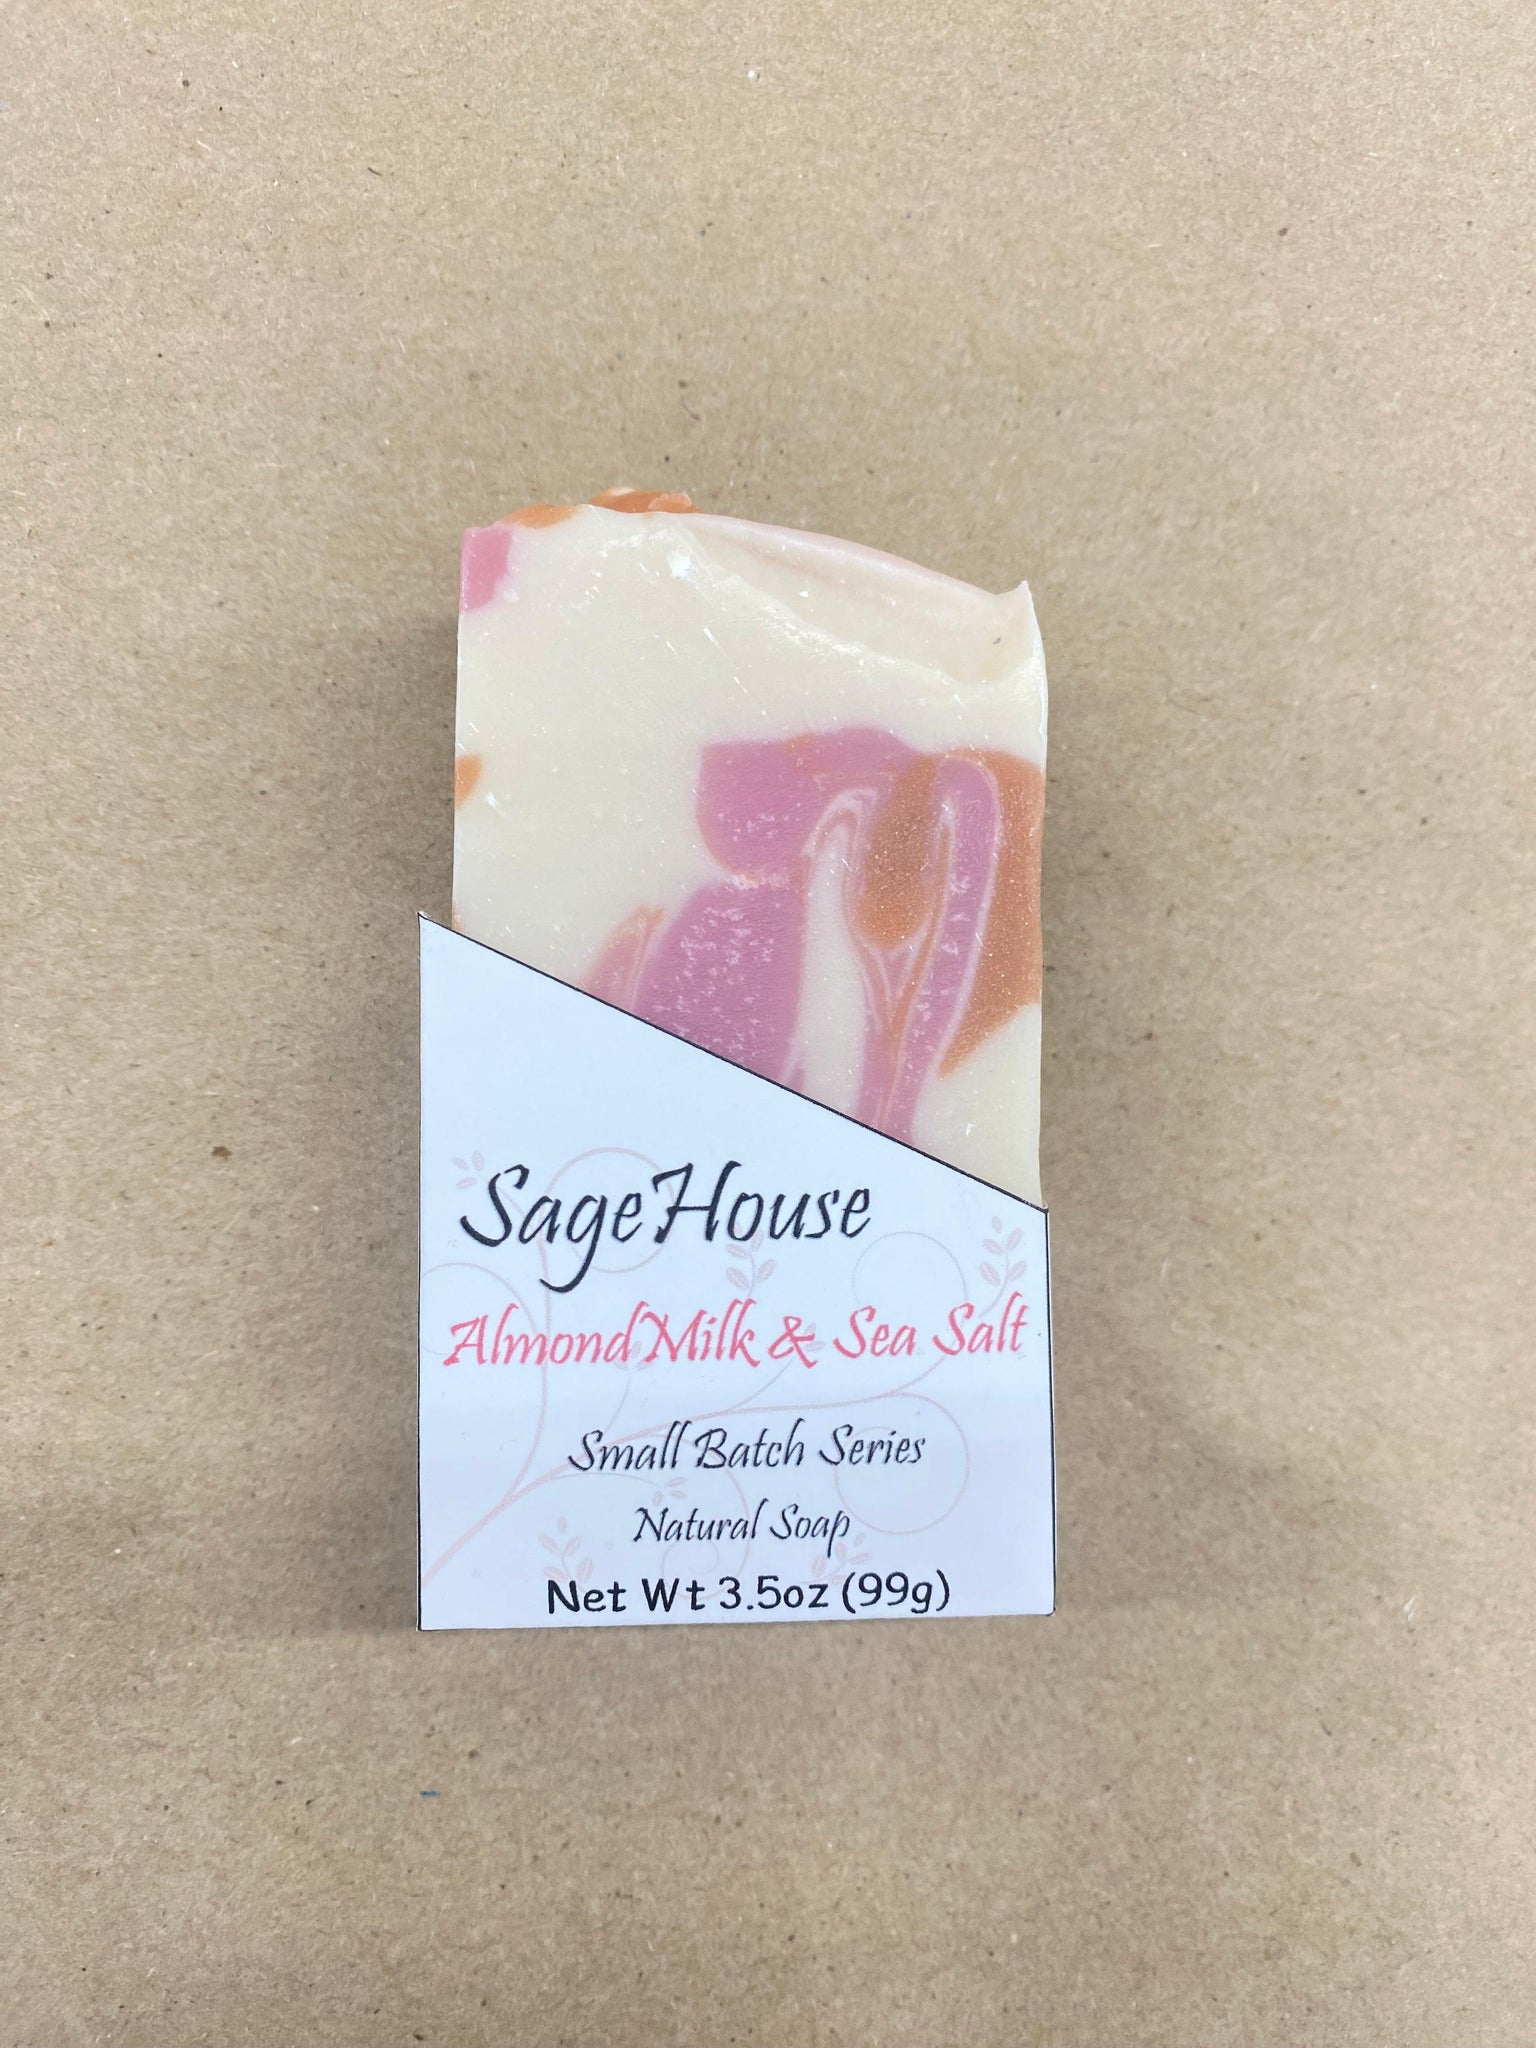 SageHouse
Almond Milk & Sea Salt
Small Batch Series
Natural Soap
Net Wt 3.5oz (99g)